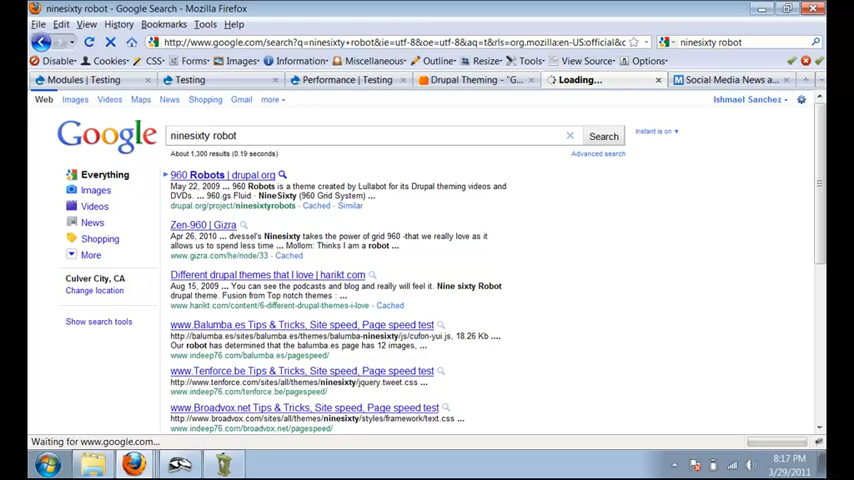 ninesixty robot - Google Search - Mozilla Firefox
File Edit View History Bookmarks Tools Help
http://www.google.com/search?q=ninesixty+robot&ie=utf-8&oe=utf-8&aq=t&rls=org.mozilla:en-US:official&c
ninesixty robot
Disable Cookies CSS Forms Images Information Miscellaneous Outline Resize Tools View Source Options
Modules | Testing
Testing
Performance | Testing
Drupal Theming - "G...
Loading...
Social Media News a...
Web Images Videos Maps News Shopping Gmail more
Ishmael Sanchez
Google
ninesixty robot
Search
Instant is on
About 1,300 results (0.19 seconds)
Advanced search
Everything
Images
Videos
News
Shopping
More
Culver City, CA
Change location
Show search tools
960 Robots | drupal.org
May 22, 2009 ... 960 Robots is a theme created by Lullabot for its Drupal theming videos and
DVDs. ... 960.gs Fluid · NineSixty (960 Grid System) ...
drupal.org/project/ninesixtyrobots - Cached - Similar
Zen-960 | Gizra
Apr 26, 2010 ... dvessel's Ninesixty takes the power of grid 960 -that we really love as it
allows us to spend less time ... Mollom: Thinks I am a robot ...
www.gizra.com/he/node/33 - Cached
Different drupal themes that I love | harikt.com
Aug 15, 2009 ... You can see the podcasts and blog and really will feel it. Nine sixty Robot
drupal theme. Fusion from Top notch themes : ...
www.harikt.com/content/6-different-drupal-themes-i-love - Cached
www.Balumba.es Tips & Tricks, Site speed, Page speed test
http://balumba.es/sites/balumba.es/themes/balumba-ninesixty/js/cufon-yui.js, 18.26 Kb ....
Our robot has determined that the balumba.es page has 12 images, ...
www.indeep76.com/balumba.es/pagespeed/
www.Tenforce.be Tips & Tricks, Site speed, Page speed test
http://www.tenforce.com/sites/all/themes/ninesixty/jquery.tweet.css ...
www.indeep76.com/tenforce.be/pagespeed/
www.Broadvox.net Tips & Tricks, Site speed, Page speed test
http://www.broadvox.com/sites/all/themes/ninesixty/styles/framework/text.css ...
www.indeep76.com/broadvox.net/pagespeed/
Waiting for www.google.com...
8:17 PM
3/29/2011